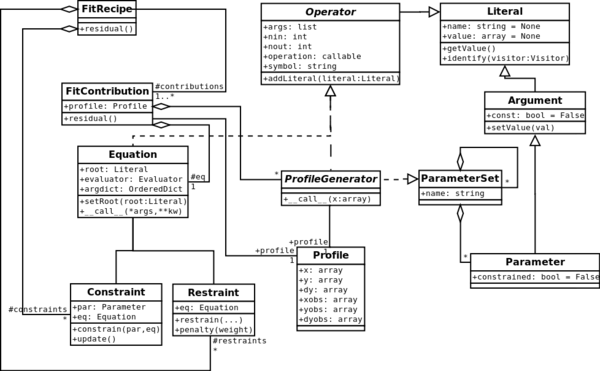 FitRecipe
+residual()
Operator
+args: list
+nin: int
+nout: int
+operation: callable
+symbol: string
+addLiteral(literal:Literal)
Literal
+name: string = None
+value: array = None
+getValue()
+identify(visitor:Visitor)
FitContribution
+profile: Profile
+residual()
#contributions
1..*
Argument
+const: bool = False
+setValue(val)
Equation
+root: Literal
+evaluator: Evaluator
+argdict: OrderedDict
+setRoot(root:Literal)
+__call__(*args,**kw)
#eq
1
*
ProfileGenerator
+__call__(x:array)
ParameterSet
+name: string
*
+profile
1
+profile
1
Profile
+x: array
+y: array
+dy: array
+xobs: array
+yobs: array
+dyobs: array
*
Parameter
+constrained: bool = False
Constraint
+par: Parameter
+eq: Equation
+constrain(par,eq)
+update()
#constraints
*
Restraint
+eq: Equation
+restrain(...)
+penalty(weight)
#restraints
*